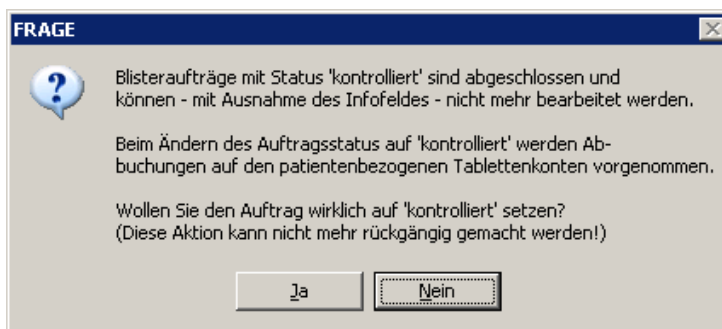 FRAGE
Blisteraufträge mit Status 'kontrolliert' sind abgeschlossen und
können - mit Ausnahme des Infofeldes - nicht mehr bearbeitet werden.
Beim Ändern des Auftragsstatus auf 'kontrolliert' werden Ab-
buchungen auf den patientenbezogenen Tablettenkonten vorgenommen.
Wollen Sie den Auftrag wirklich auf 'kontrolliert' setzen?
(Diese Aktion kann nicht mehr rückgängig gemacht werden!)
Ja Nein